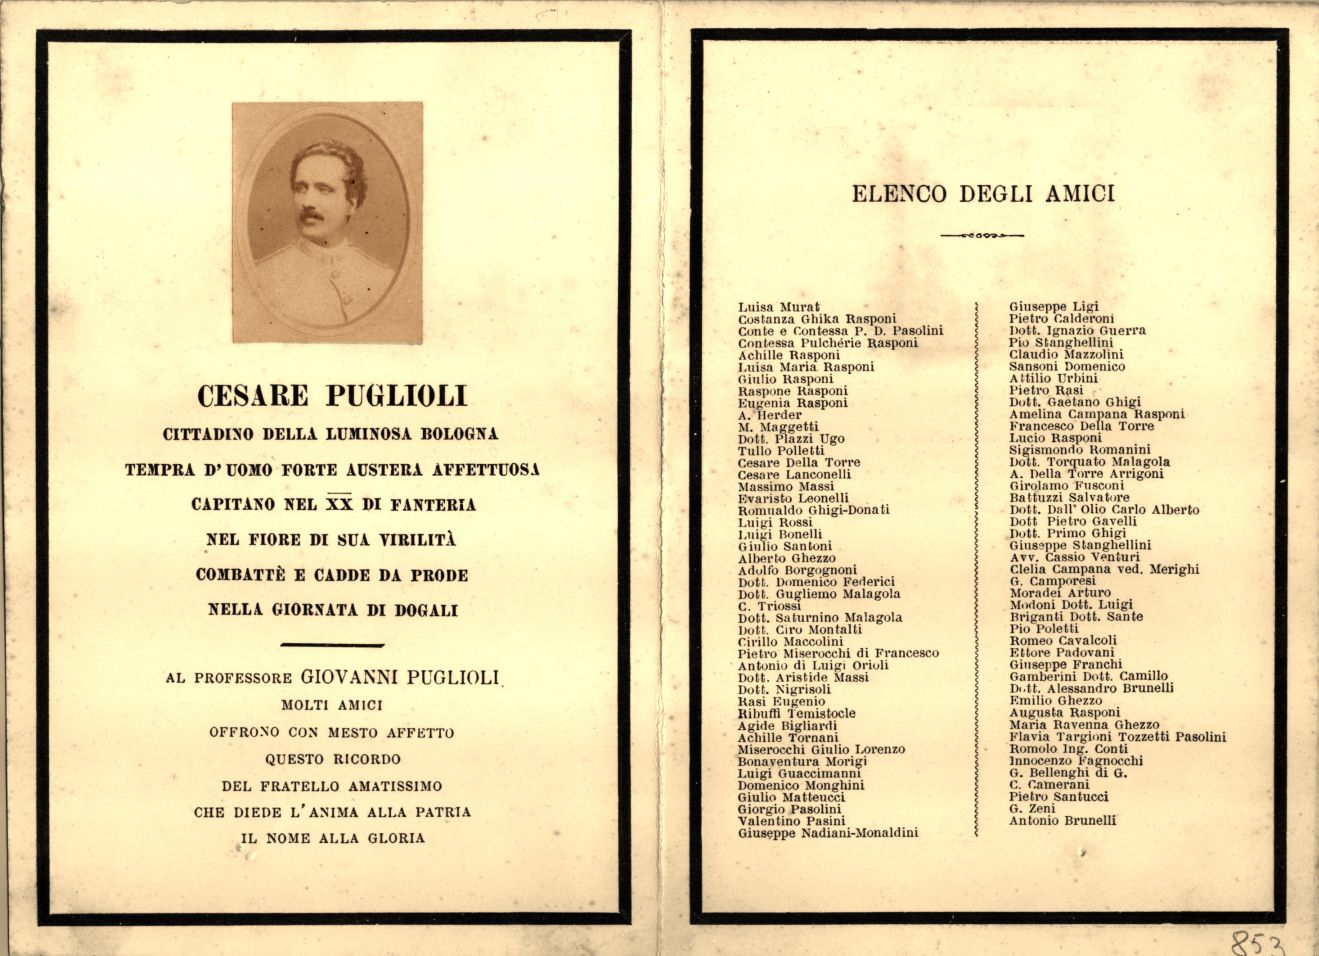 CESARE PUGLIOLI
CITTADINO DELLA LUMINOSA BOLOGNA
TEMPRA D'UOMO FORTE AUSTERA AFFETTUOSA
CAPITANO NEL XX DI FANTERIA
NEL FIORE DI SUA VIRILITÀ
COMBATTÈ E CADDE DA PRODE
NELLA GIORNATA DI DOGALI
AL PROFESSORE GIOVANNI PUGLIOLI
MOLTI AMICI
OFFRONO CON MESTO AFFETTO
QUESTO RICORDO
DEL FRATELLO AMATISSIMO
CHE DIEDE L'ANIMA ALLA PATRIA
IL NOME ALLA GLORIA
ELENCO DEGLI AMICI
Luisa Murat
Costanza Ghika Rasponi
Conte e Contessa P. D. Pasolini
Contessa Pulchérie Rasponi
Achille Rasponi
Luisa Maria Rasponi
Giulio Rasponi
Raspone Rasponi
Eugenia Rasponi
A. Herder
M. Maggetti
Dott. Plazzi Ugo
Tullo Polletti
Cesare Della Torre
Cesare Lanconelli
Massimo Massi
Evaristo Leonelli
Romualdo Ghigi-Donati
Luigi Rossi
Luigi Bonelli
Giulio Santoni
Alberto Ghezzo
Adolfo Borgognoni
Dott. Domenico Federici
Dott. Gugliemo Malagola
C. Triossi
Dott. Saturnino Malagola
Dott. Ciro Montalti
Cirillo Maccolini
Pietro Miserocchi di Francesco
Antonio di Luigi Orioli
Dott. Aristide Massi
Dott. Nigrisoli
Rasi Eugenio
Ribuffi Temistocle
Agide Bigliardi
Achille Tornani
Miserocchi Giulio Lorenzo
Bonaventura Morigi
Luigi Guaccimanni
Domenico Monghini
Giulio Matteucci
Giorgio Pasolini
Valentino Pasini
Giuseppe Nadiani-Monaldini
Giuseppe Ligi
Pietro Calderoni
Dott. Ignazio Guerra
Pio Stanghellini
Claudio Mazzolini
Sansoni Domenico
Attilio Urbini
Pietro Rasi
Dott. Gaetano Ghigi
Amelina Campana Rasponi
Francesco Della Torre
Lucio Rasponi
Sigismondo Romanini
Dott. Torquato Malagola
A. Della Torre Arrigoni
Girolamo Fusconi
Battuzzi Salvatore
Dott. Dall' Olio Carlo Alberto
Dott Pietro Gavelli
Dott. Primo Ghigi
Giuseppe Stanghellini
Avv. Cassio Venturi
Clelia Campana ved. Merighi
G. Camporesi
Moradei Arturo
Modoni Dott. Luigi
Briganti Dott. Sante
Pio Poletti
Romeo Cavalcoli
Ettore Padovani
Giuseppe Franchi
Gamberini Dott. Camillo
Dott. Alessandro Brunelli
Emilio Ghezzo
Augusta Rasponi
Maria Ravenna Ghezzo
Flavia Targioni Tozzetti Pasolini
Romolo Ing. Conti
Innocenzo Fagnocchi
G. Bellenghi di G.
C. Camerani
Pietro Santucci
G. Zeni
Antonio Brunelli
853